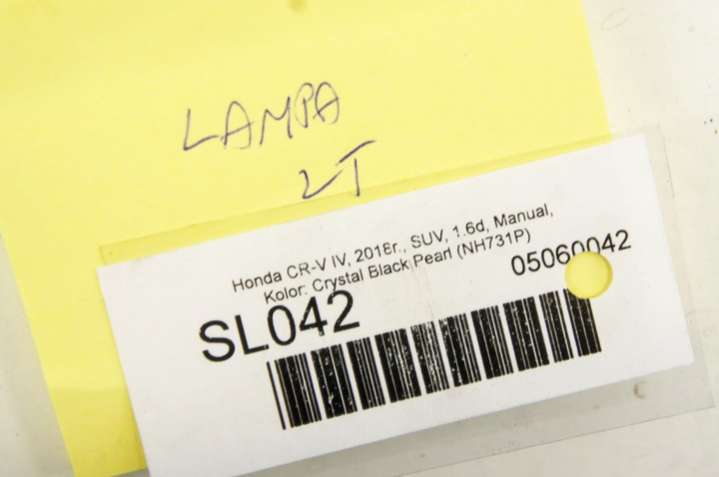 LAMPA
LT
Honda CR-V IV, 2016r., SUV, 1.6d, Manual,
Kolor: Crystal Black Pearl (NH731P)
05060042
SL042